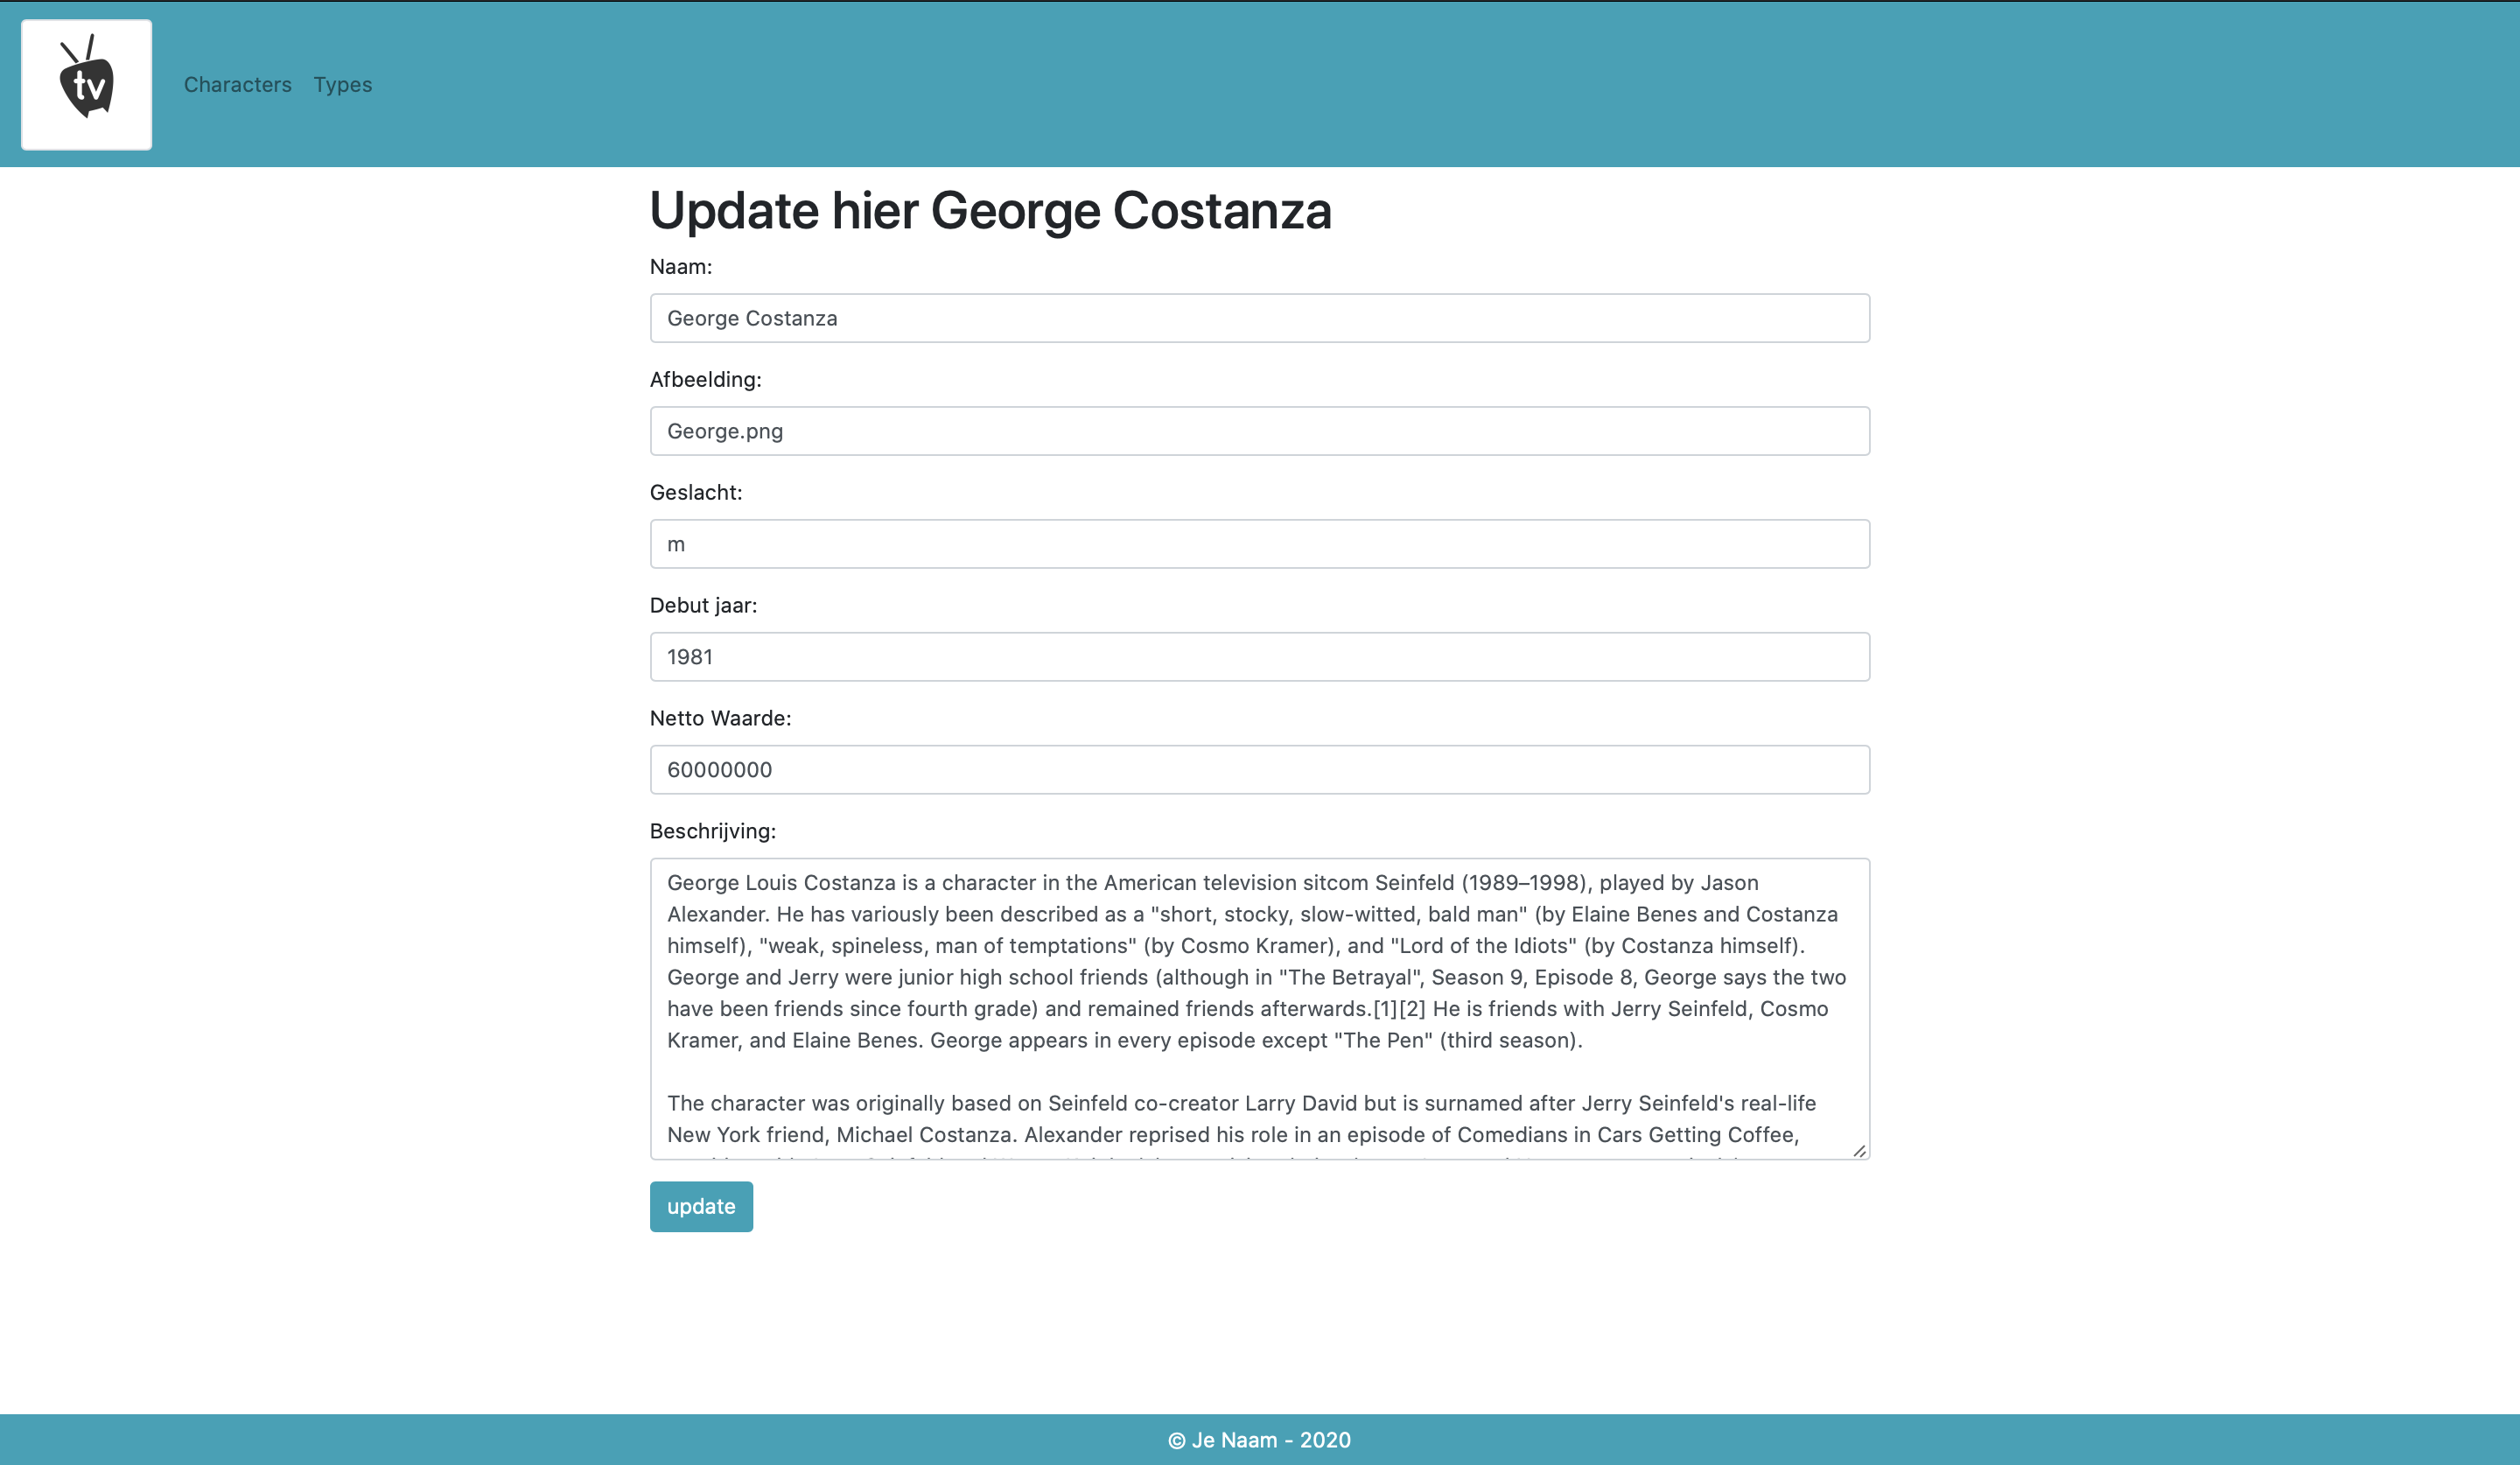 tv
Characters Types
Update hier George Costanza
Naam:
George Costanza
Afbeelding:
George.png
Geslacht:
m
Debut jaar:
1981
Netto Waarde:
60000000
Beschrijving:
George Louis Costanza is a character in the American television sitcom Seinfeld (1989–1998), played by Jason
Alexander. He has variously been described as a "short, stocky, slow-witted, bald man" (by Elaine Benes and Costanza
himself), "weak, spineless, man of temptations" (by Cosmo Kramer), and "Lord of the Idiots" (by Costanza himself).
George and Jerry were junior high school friends (although in "The Betrayal", Season 9, Episode 8, George says the two
have been friends since fourth grade) and remained friends afterwards.[1][2] He is friends with Jerry Seinfeld, Cosmo
Kramer, and Elaine Benes. George appears in every episode except "The Pen" (third season).
The character was originally based on Seinfeld co-creator Larry David but is surnamed after Jerry Seinfeld's real-life
New York friend, Michael Costanza. Alexander reprised his role in an episode of Comedians in Cars Getting Coffee,
update
© Je Naam - 2020